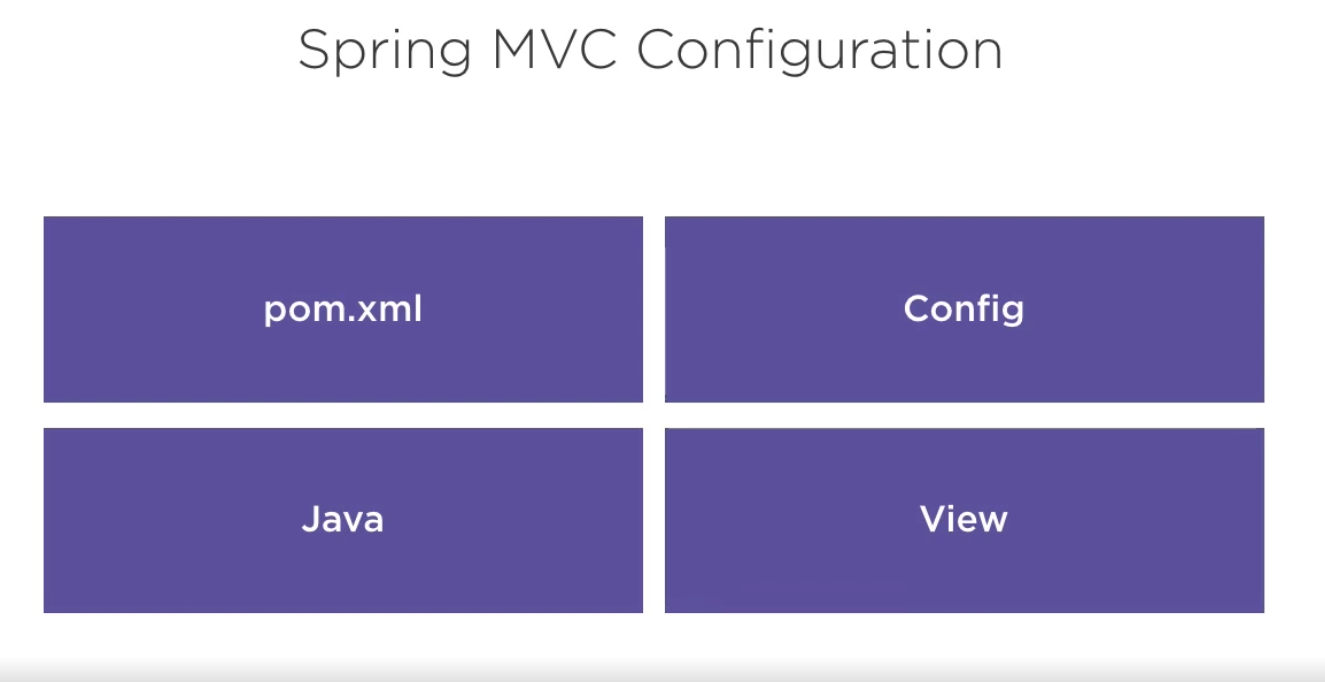 Spring MVC Configuration
pom.xml
Config
Java
View